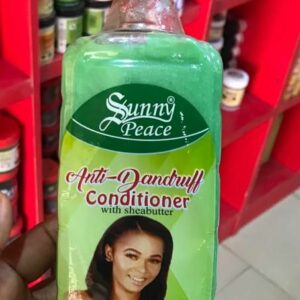 Sunny®
Peace
Anti-Dandruff
Conditioner
with sheabutter